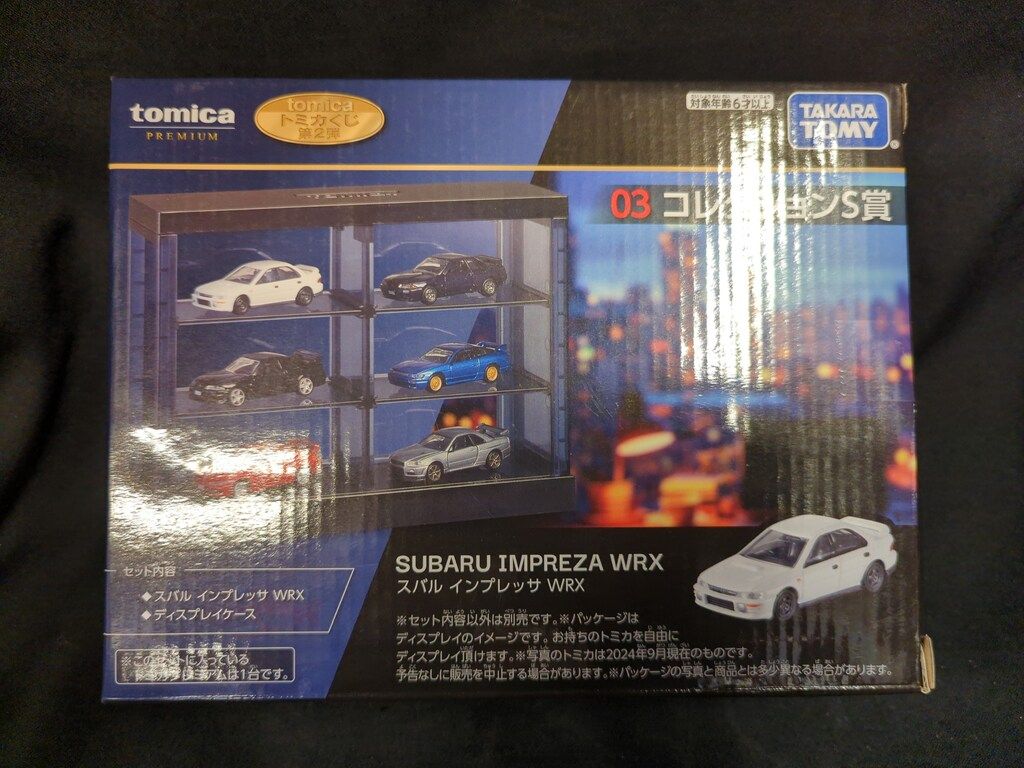 tomica
PREMIUM
tomica
トミカくじ
第2弾
対象年齢6才以上
TAKARA
TOMY
03 コレクションS賞
SUBARU IMPREZA WRX
スバル インプレッサ WRX
セット内容
◆スバル インプレッサ WRX
◆ディスプレイケース
※この
は1台です。
※セット内容以外は別売です。※パッケージは
ディスプレイのイメージです。お持ちのトミカを自由に
ディスプレイ頂けます。※写真のトミカは2024年9月現在のものです。
予告なしに販売を中止する場合があります。※パッケージの写真と商品とは多少異なる場合があります。